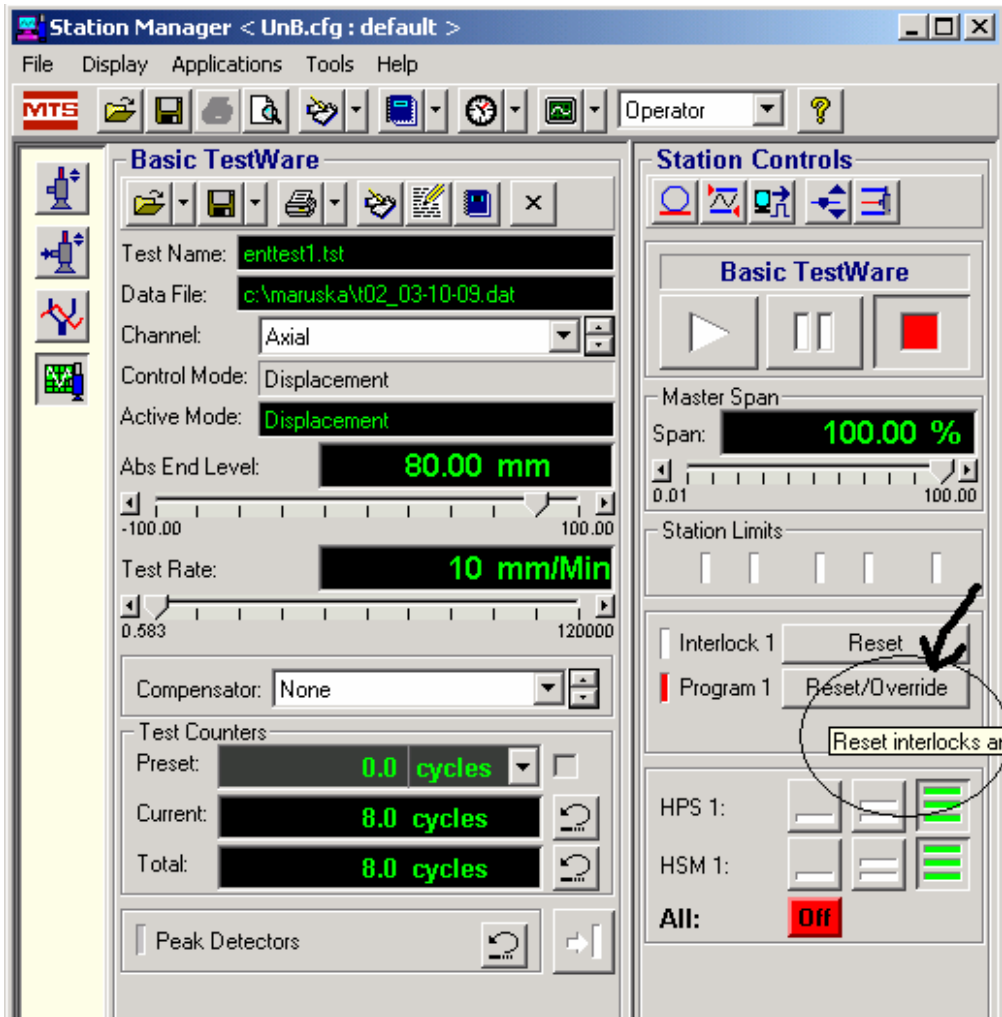 Station Manager < UnB.cfg : default >
File Display Applications Tools Help
MTS Operator
Basic TestWare
Test Name: enttest1.tst
Data File: c:\maruska\t02_03-10-09.dat
Channel: Axial
Control Mode: Displacement
Active Mode: Displacement
Abs End Level: 80.00 mm
-100.00 100.00
Test Rate: 10 mm/Min
0.583 120000
Compensator: None
Test Counters
Preset: 0.0 cycles
Current: 8.0 cycles
Total: 8.0 cycles
Peak Detectors
Station Controls
Basic TestWare
Master Span
Span: 100.00 %
0.01 100.00
Station Limits
Interlock 1 Reset
Program 1 Reset/Override
Reset interlocks
HPS 1:
HSM 1:
All: Off